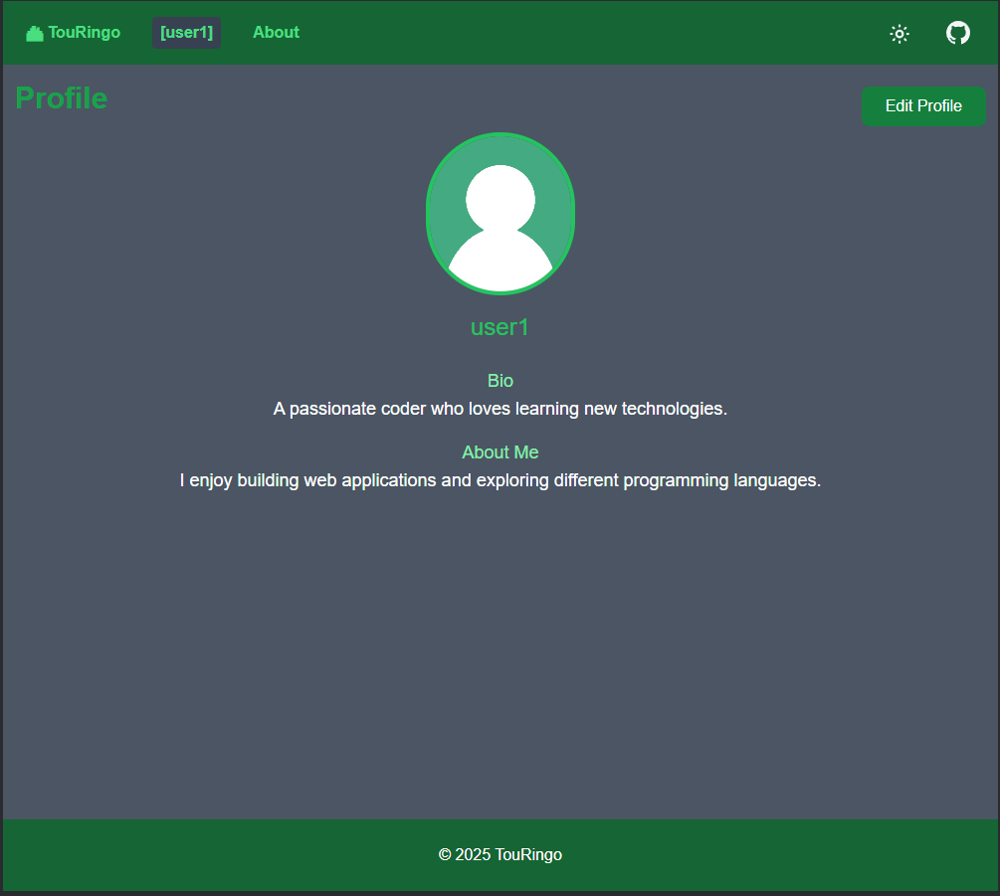 TouRingo [user1] About
Profile
Edit Profile
user1
Bio
A passionate coder who loves learning new technologies.
About Me
I enjoy building web applications and exploring different programming languages.
© 2025 TouRingo